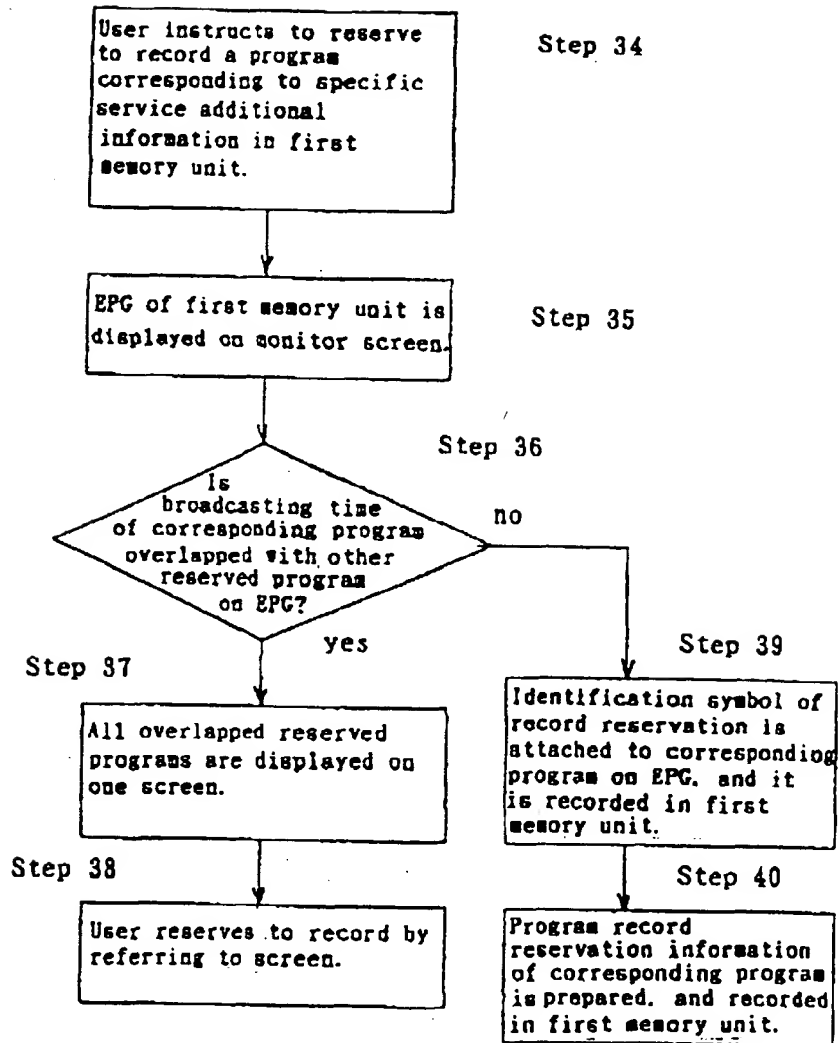 User instructs to reserve
to record a program
corresponding to specific
service additional
information in first
memory unit.
Step 34
EPG of first memory unit is
displayed on monitor screen.
Step 35
Step 36
Is
broadcasting time
of corresponding program
overlapped with other
reserved program
on EPG?
no
yes
Step 37
All overlapped reserved
programs are displayed on
one screen.
Step 38
User reserves to record by
referring to screen.
Step 39
Identification symbol of
record reservation is
attached to corresponding
program on EPG, and it
is recorded in first
memory unit.
Step 40
Program record
reservation information
of corresponding program
is prepared, and recorded
in first memory unit.